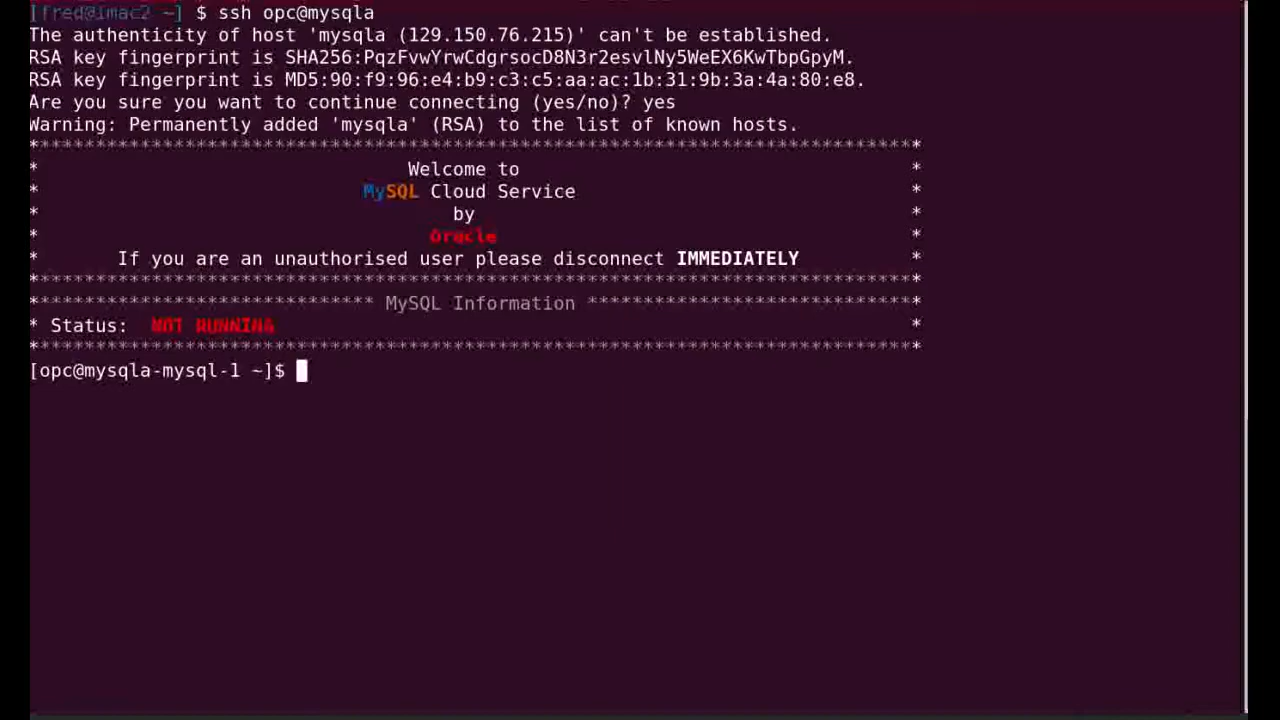 [fred@imac2 ~] $ ssh opc@mysqla
The authenticity of host 'mysqla (129.150.76.215)' can't be established.
RSA key fingerprint is SHA256:PqzFvwYrwCdgrsocD8N3r2esvlNy5WeEX6KwTbpGpyM.
RSA key fingerprint is MD5:90:f9:96:e4:b9:c3:c5:aa:ac:1b:31:9b:3a:4a:80:e8.
Are you sure you want to continue connecting (yes/no)? yes
Warning: Permanently added 'mysqla' (RSA) to the list of known hosts.
*******************************************************************************
* Welcome to *
* MySQL Cloud Service *
* by *
* Oracle *
* If you are an unauthorised user please disconnect IMMEDIATELY *
*******************************************************************************
******************************* MySQL Information ******************************
* Status: NOT RUNNING *
*******************************************************************************
[opc@mysqla-mysql-1 ~]$